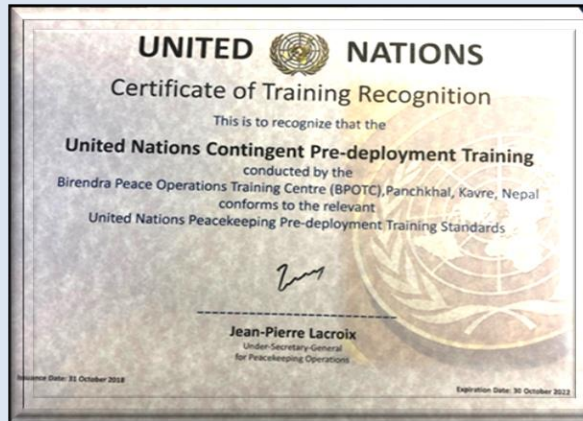 UNITED NATIONS
Certificate of Training Recognition
This is to recognize that the
United Nations Contingent Pre-deployment Training
conducted by the
Birendra Peace Operations Training Centre (BPOTC),Panchkhal, Kavre, Nepal
conforms to the relevant
United Nations Peacekeeping Pre-deployment Training Standards
Jean-Pierre Lacroix
Under-Secretary-General
for Peacekeeping Operations
Issuance Date: 31 October 2018
Expiration Date: 30 October 2023